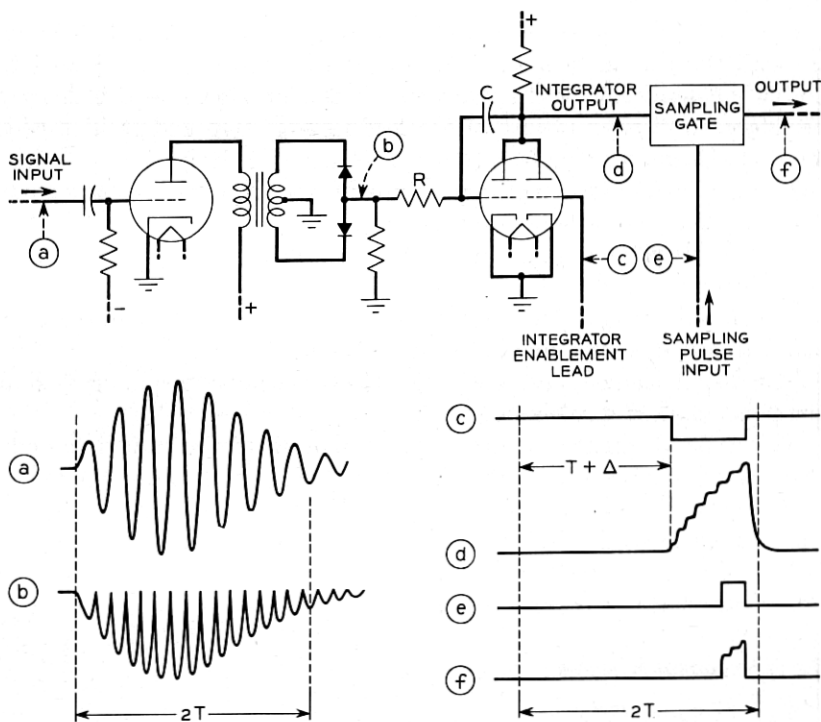 +
C
INTEGRATOR
OUTPUT
SAMPLING
GATE
OUTPUT
SIGNAL
INPUT
b
R
d
f
a
c
e
-
+
INTEGRATOR
ENABLEMENT
LEAD
SAMPLING
PULSE
INPUT
a
b
2T
c
T + Δ
d
e
f
2T